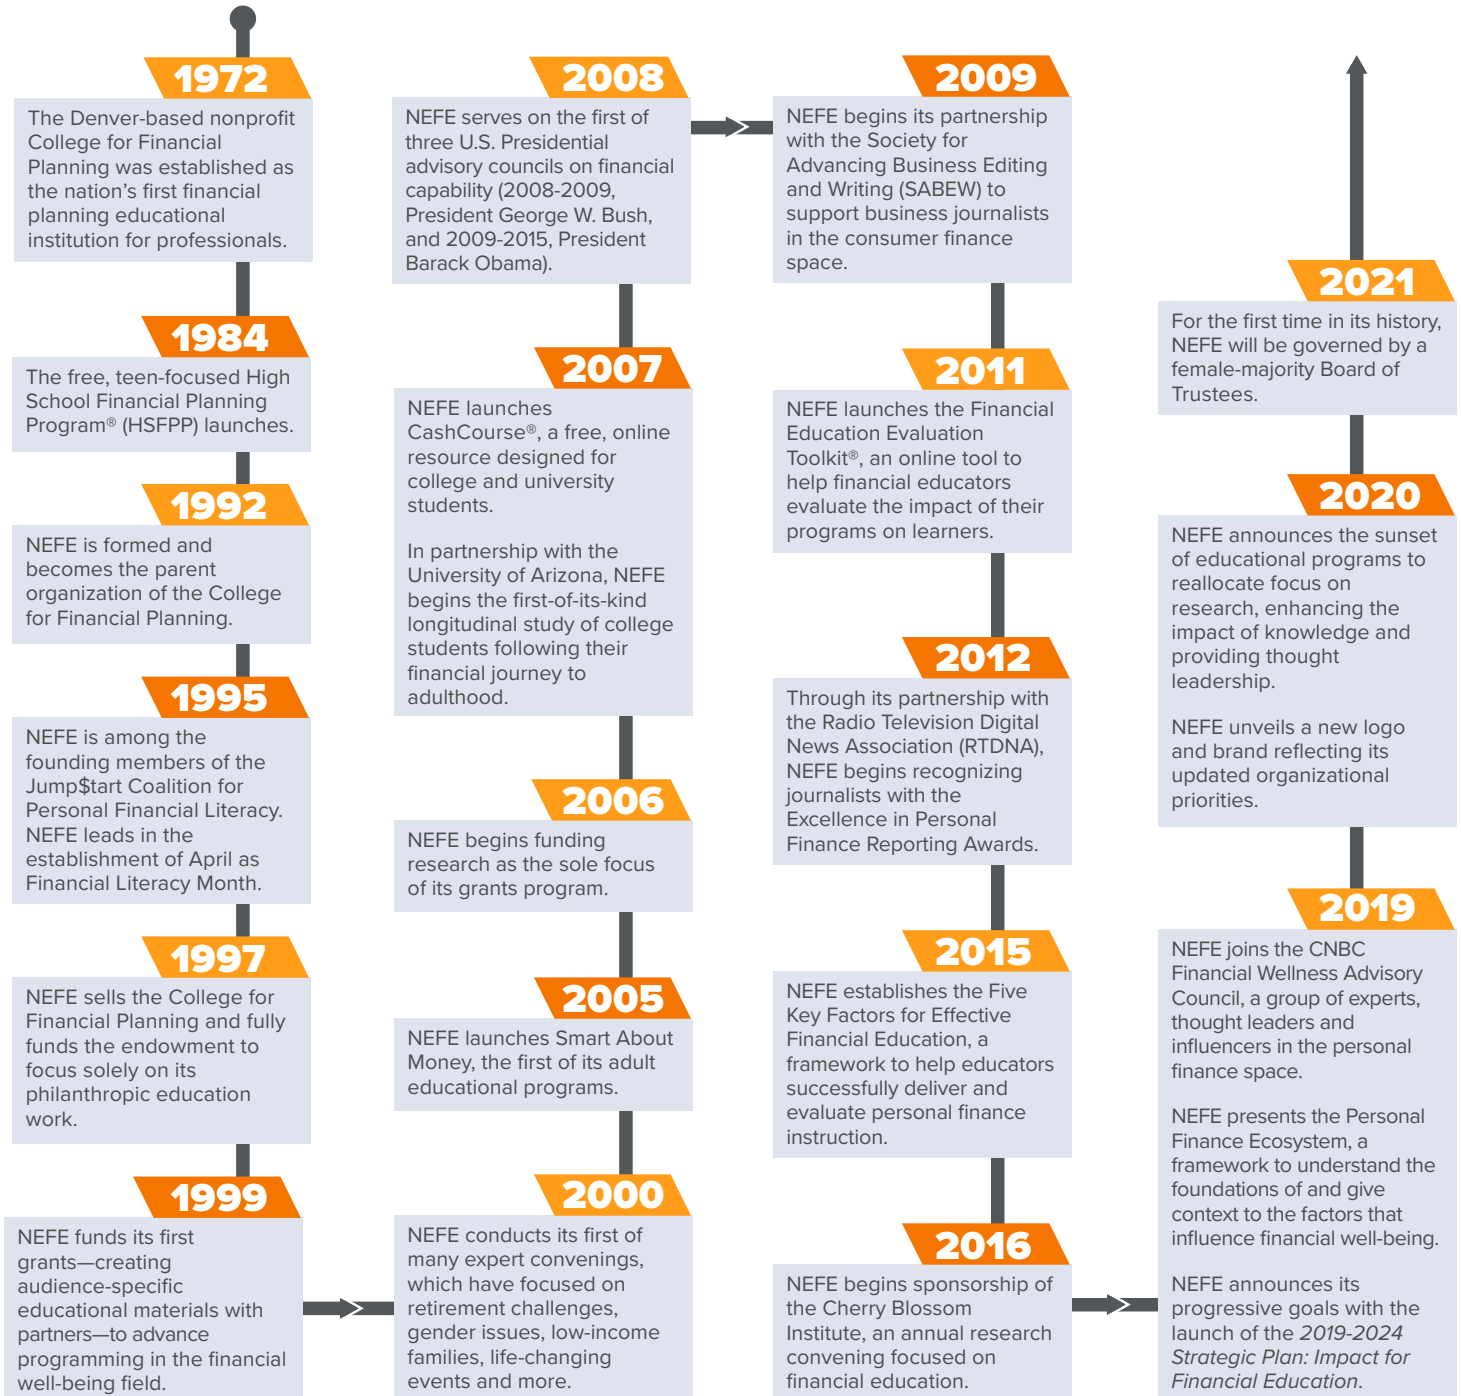 1972
The Denver-based nonprofit
College for Financial
Planning was established as
the nation’s first financial
planning educational
institution for professionals.
1984
The free, teen-focused High
School Financial Planning
Program® (HSFPP) launches.
1992
NEFE is formed and
becomes the parent
organization of the College
for Financial Planning.
1995
NEFE is among the
founding members of the
Jump$tart Coalition for
Personal Financial Literacy.
NEFE leads in the
establishment of April as
Financial Literacy Month.
1997
NEFE sells the College for
Financial Planning and fully
funds the endowment to
focus solely on its
philanthropic education
work.
1999
NEFE funds its first
grants—creating
audience-specific
educational materials with
partners—to advance
programming in the financial
well-being field.
2000
NEFE conducts its first of
many expert convenings,
which have focused on
retirement challenges,
gender issues, low-income
families, life-changing
events and more.
2005
NEFE launches Smart About
Money, the first of its adult
educational programs.
2006
NEFE begins funding
research as the sole focus
of its grants program.
2007
NEFE launches
CashCourse®, a free, online
resource designed for
college and university
students.
In partnership with the
University of Arizona, NEFE
begins the first-of-its-kind
longitudinal study of college
students following their
financial journey to
adulthood.
2008
NEFE serves on the first of
three U.S. Presidential
advisory councils on financial
capability (2008-2009,
President George W. Bush,
and 2009-2015, President
Barack Obama).
2009
NEFE begins its partnership
with the Society for
Advancing Business Editing
and Writing (SABEW) to
support business journalists
in the consumer finance
space.
2011
NEFE launches the Financial
Education Evaluation
Toolkit®, an online tool to
help financial educators
evaluate the impact of their
programs on learners.
2012
Through its partnership with
the Radio Television Digital
News Association (RTDNA),
NEFE begins recognizing
journalists with the
Excellence in Personal
Finance Reporting Awards.
2015
NEFE establishes the Five
Key Factors for Effective
Financial Education, a
framework to help educators
successfully deliver and
evaluate personal finance
instruction.
2016
NEFE begins sponsorship of
the Cherry Blossom
Institute, an annual research
convening focused on
financial education.
2019
NEFE joins the CNBC
Financial Wellness Advisory
Council, a group of experts,
thought leaders and
influencers in the personal
finance space.
NEFE presents the Personal
Finance Ecosystem, a
framework to understand the
foundations of and give
context to the factors that
influence financial well-being.
NEFE announces its
progressive goals with the
launch of the 2019-2024
Strategic Plan: Impact for
Financial Education.
2020
NEFE announces the sunset
of educational programs to
reallocate focus on
research, enhancing the
impact of knowledge and
providing thought
leadership.
NEFE unveils a new logo
and brand reflecting its
updated organizational
priorities.
2021
For the first time in its history,
NEFE will be governed by a
female-majority Board of
Trustees.